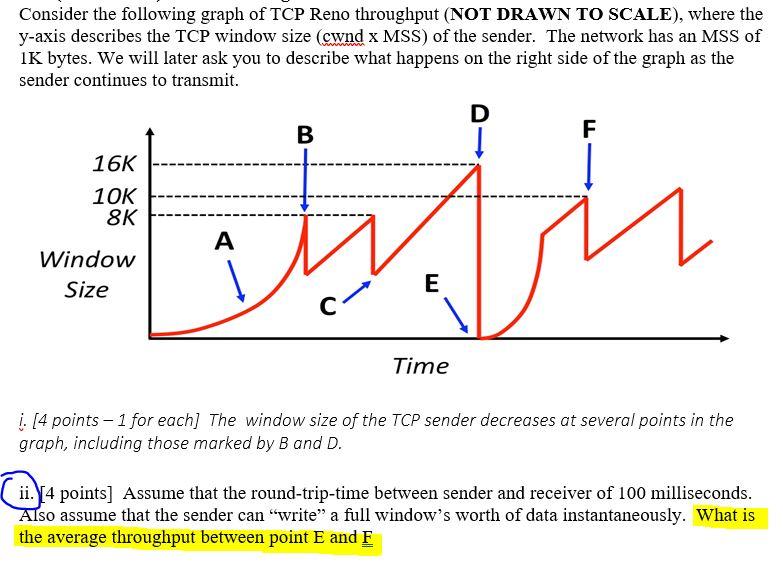 Consider the following graph of TCP Reno throughput (NOT DRAWN TO SCALE), where the
y-axis describes the TCP window size (cwnd x MSS) of the sender. The network has an MSS of
1K bytes. We will later ask you to describe what happens on the right side of the graph as the
sender continues to transmit.
D
B
F
16K
10K
8K
A
Window
Size
E
C
Time
i. [4 points – 1 for each] The window size of the TCP sender decreases at several points in the
graph, including those marked by B and D.
ii. [4 points] Assume that the round-trip-time between sender and receiver of 100 milliseconds.
Also assume that the sender can “write” a full window’s worth of data instantaneously. What is
the average throughput between point E and F